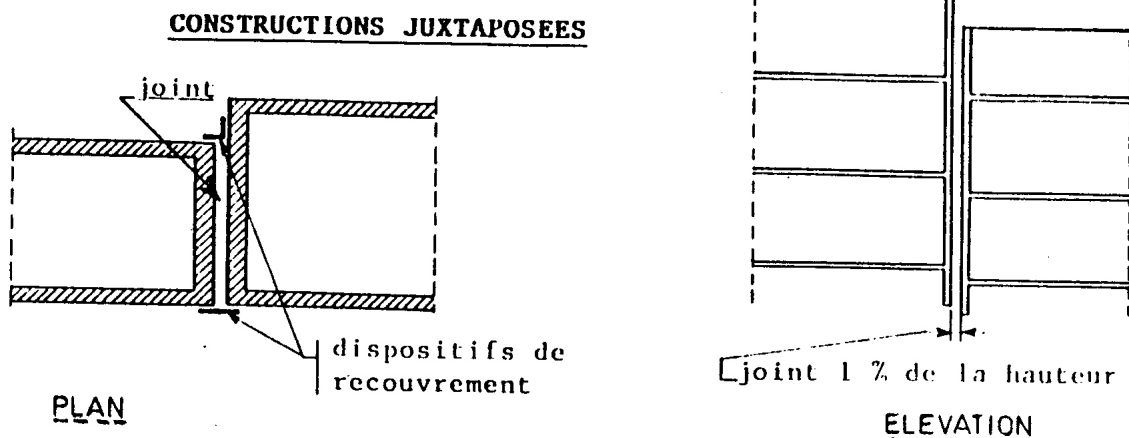 CONSTRUCTIONS JUXTAPOSEES
joint
dispositifs de
recouvrement
PLAN
joint 1 % de la hauteur
ELEVATION